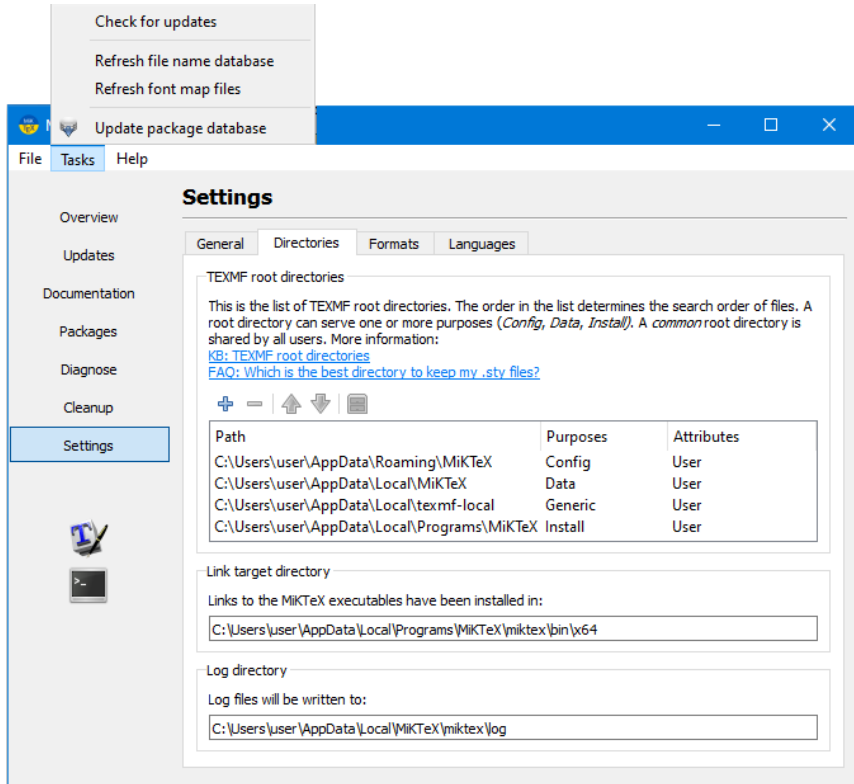 Check for updates
Refresh file name database
Refresh font map files
Update package database
File Tasks Help
Settings
Overview
Updates
Documentation
Packages
Diagnose
Cleanup
Settings
General Directories Formats Languages
TEXMF root directories
This is the list of TEXMF root directories. The order in the list determines the search order of files. A
root directory can serve one or more purposes (Config, Data, Install). A common root directory is
shared by all users. More information:
KB: TEXMF root directories
FAQ: Which is the best directory to keep my .sty files?
Path Purposes Attributes
C:\Users\user\AppData\Roaming\MiKTeX Config User
C:\Users\user\AppData\Local\MiKTeX Data User
C:\Users\user\AppData\Local\texmf-local Generic User
C:\Users\user\AppData\Local\Programs\MiKTeX Install User
Link target directory
Links to the MiKTeX executables have been installed in:
C:\Users\user\AppData\Local\Programs\MiKTeX\miktex\bin\x64
Log directory
Log files will be written to:
C:\Users\user\AppData\Local\MiKTeX\miktex\log